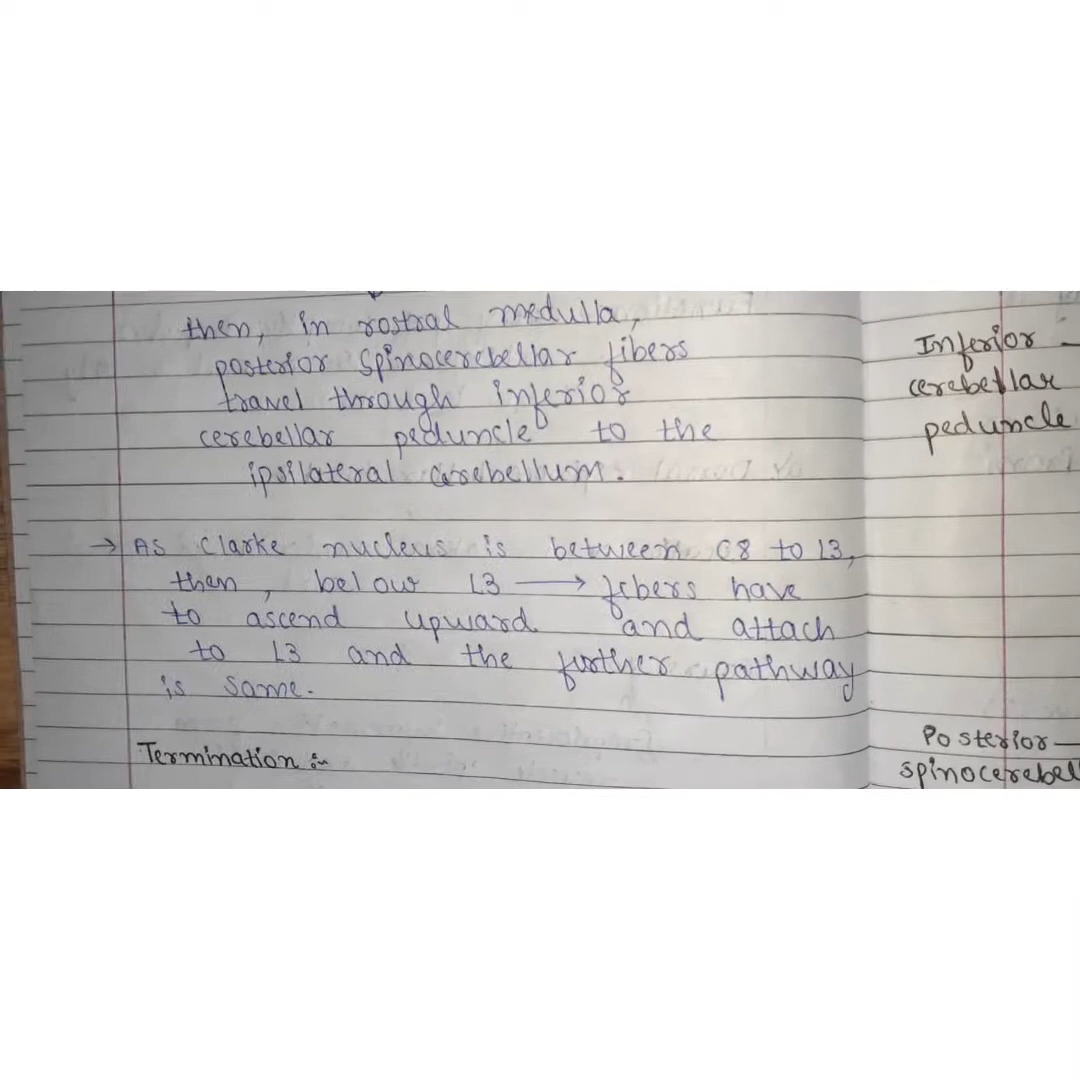 then, in rostral medulla,
posterior spinocerebellar fibers
travel through inferior
cerebellar peduncle to the
ipsilateral cerebellum.
→ As Clarke nucleus is between C8 to L3,
then, below L3 → fibers have
to ascend upward and attach
to L3 and the further pathway
is same.
Termination :~
Inferior -
cerebellar
peduncle
Posterior -
spinocerebel